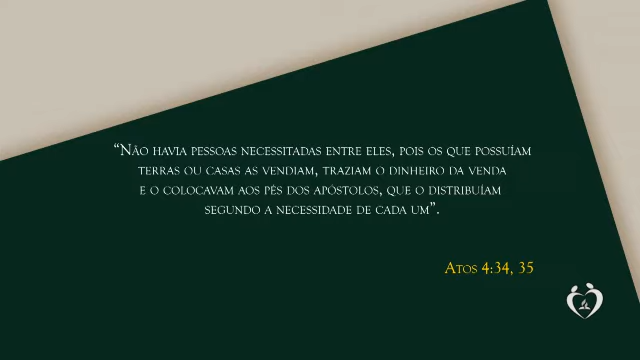 “Não havia pessoas necessitadas entre eles, pois os que possuíam
terras ou casas as vendiam, traziam o dinheiro da venda
e o colocavam aos pés dos apóstolos, que o distribuíam
segundo a necessidade de cada um”.
Atos 4:34, 35